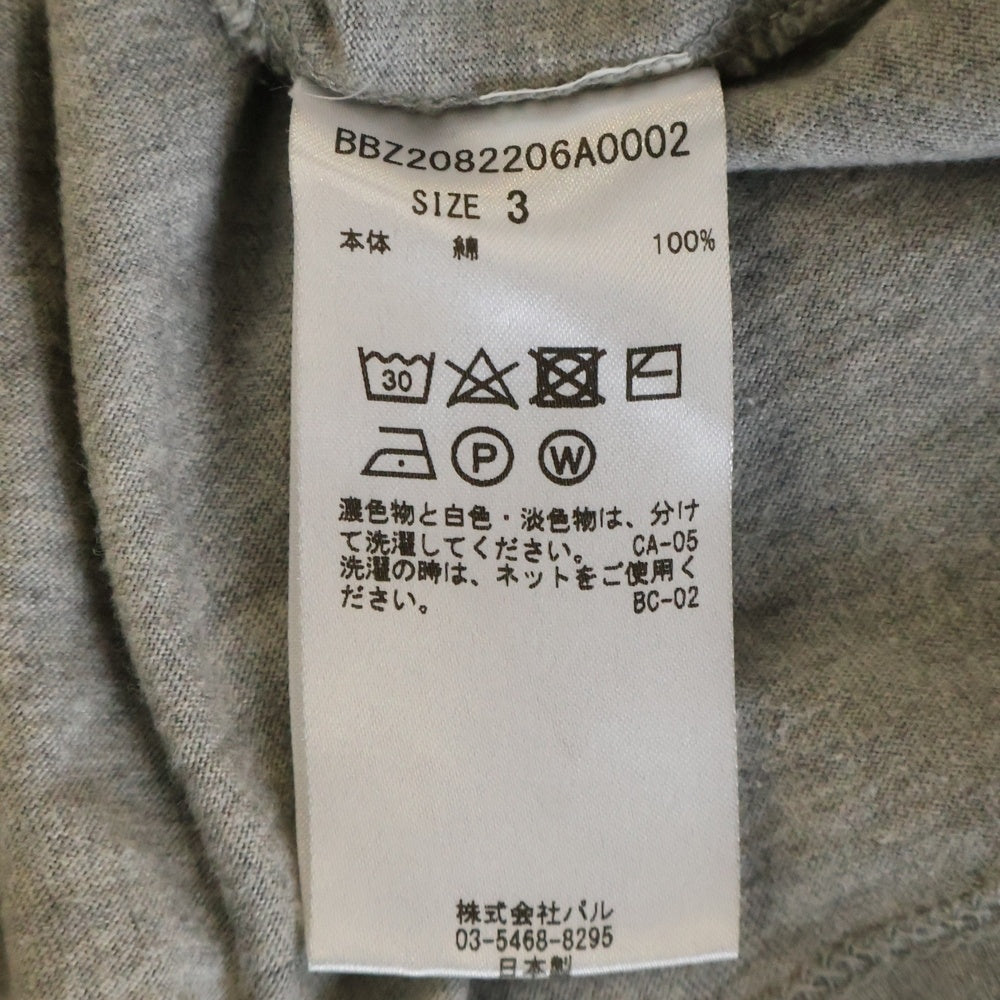 BBZ2082206A0002
SIZE 3
本体 綿 100%
30
P W
濃色物と白色・淡色物は、分け
て洗濯してください。 CA-05
洗濯の時は、ネットをご使用く
ださい。 BC-02
株式会社パル
03-5468-8295
日本製